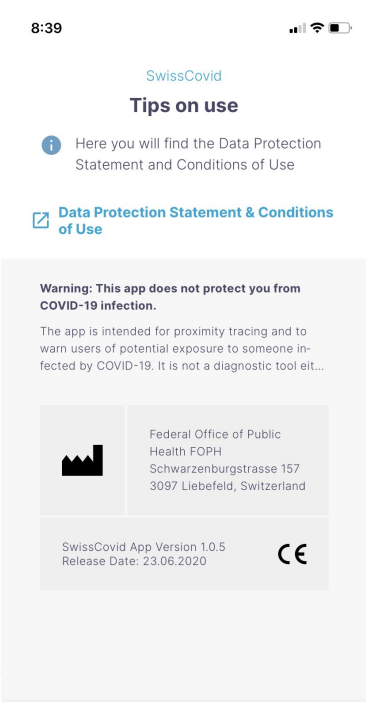 8:39
SwissCovid
Tips on use
Here you will find the Data Protection
Statement and Conditions of Use
Data Protection Statement & Conditions
of Use
Warning: This app does not protect you from
COVID-19 infection.
The app is intended for proximity tracing and to
warn users of potential exposure to someone in-
fected by COVID-19. It is not a diagnostic tool eit...
Federal Office of Public
Health FOPH
Schwarzenburgstrasse 157
3097 Liebefeld, Switzerland
SwissCovid App Version 1.0.5
Release Date: 23.06.2020
CE